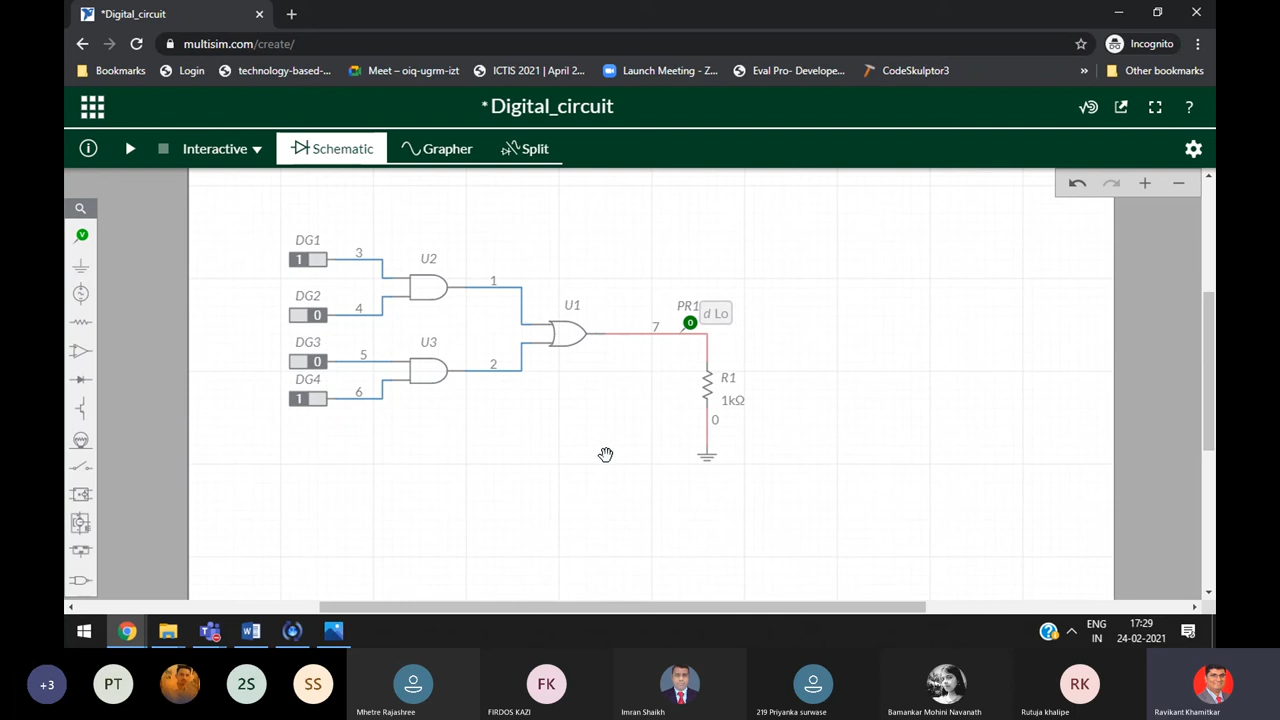 *Digital_circuit
multisim.com/create/
Incognito
Bookmarks Login technology-based-... Meet – oiq-ugrm-izt ICTIS 2021 | April 2... Launch Meeting - Z... Eval Pro- Develope... CodeSkulptor3 » Other bookmarks
*Digital_circuit
?
Interactive Schematic Grapher Split
DG1
1
3
U2
DG2
0
4
1
U1
DG3
0
5
U3
DG4
1
6
2
7
PR1
d Lo
R1
1kΩ
0
ENG
IN
17:29
24-02-2021
+3 PT 2S SS FK RK
Mhetre Rajashree FIRDOS KAZI Imran Shaikh 219 Priyanka surwase Bamankar Mohini Navanath Rutuja khalipe Ravikant Khamitkar